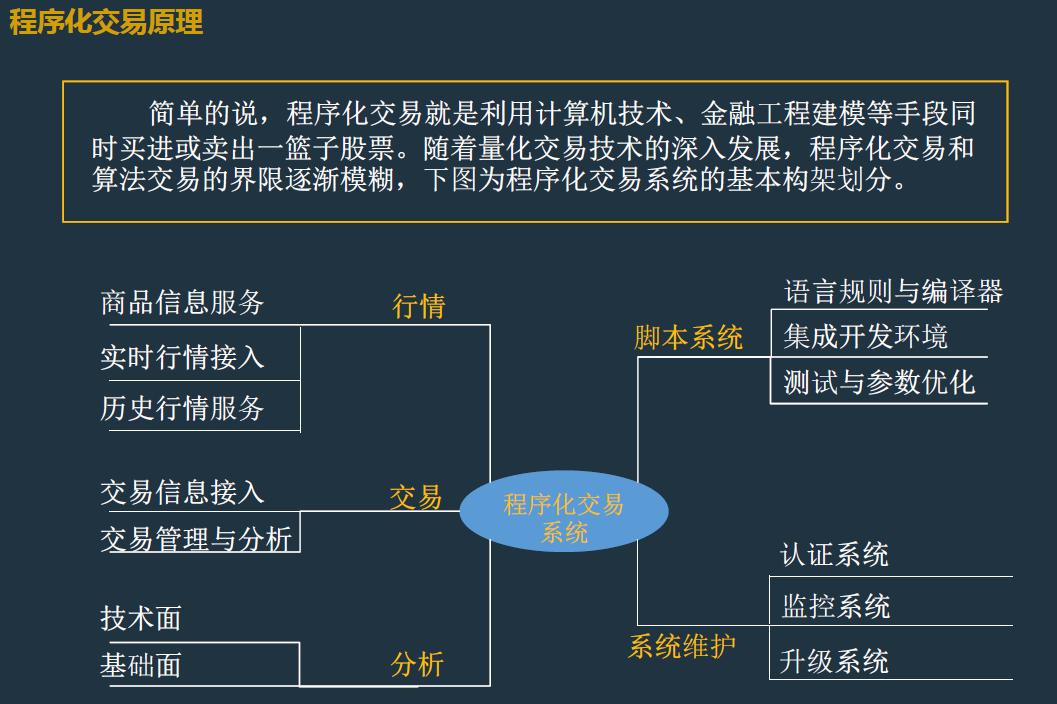 程序化交易原理
简单的说，程序化交易就是利用计算机技术、金融工程建模等手段同
时买进或卖出一篮子股票。随着量化交易技术的深入发展，程序化交易和
算法交易的界限逐渐模糊，下图为程序化交易系统的基本构架划分。
行情
商品信息服务
实时行情接入
历史行情服务
交易
交易信息接入
交易管理与分析
分析
技术面
基础面
程序化交易
系统
脚本系统
语言规则与编译器
集成开发环境
测试与参数优化
系统维护
认证系统
监控系统
升级系统